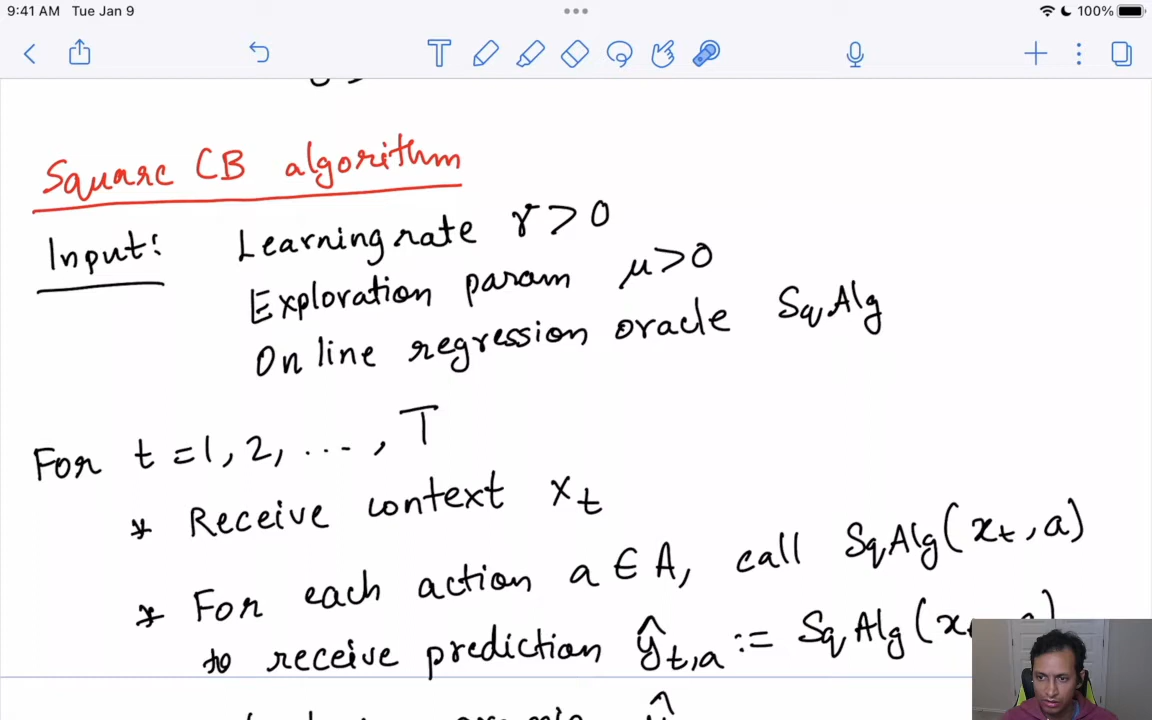 9:41 AM Tue Jan 9
100%
T
Square CB algorithm
Input: Learning rate γ > 0
Exploration param μ > 0
Online regression oracle SqAlg
For t = 1, 2, ..., T
* Receive context x_t
* For each action a ∈ A, call SqAlg(x_t, a)
to receive prediction ŷ_{t,a} := SqAlg(x